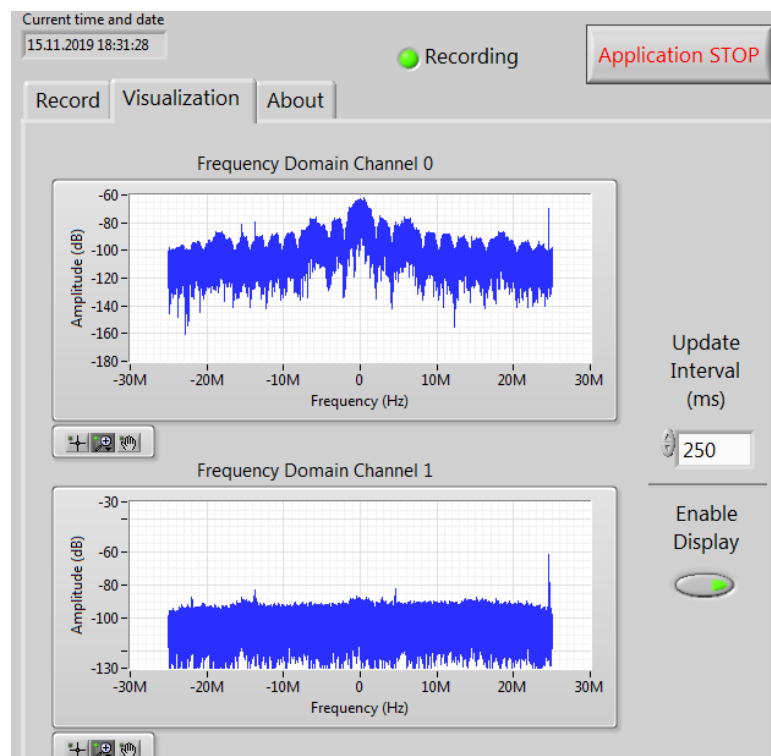 Current time and date
15.11.2019 18:31:28
Recording
Application STOP
Record
Visualization
About
Frequency Domain Channel 0
Amplitude (dB)
-60
-80
-100
-120
-140
-160
-180
-30M
-20M
-10M
0
10M
20M
30M
Frequency (Hz)
Update
Interval
(ms)
250
Frequency Domain Channel 1
Amplitude (dB)
-30
-60
-80
-100
-130
-30M
-20M
-10M
0
10M
20M
30M
Frequency (Hz)
Enable
Display